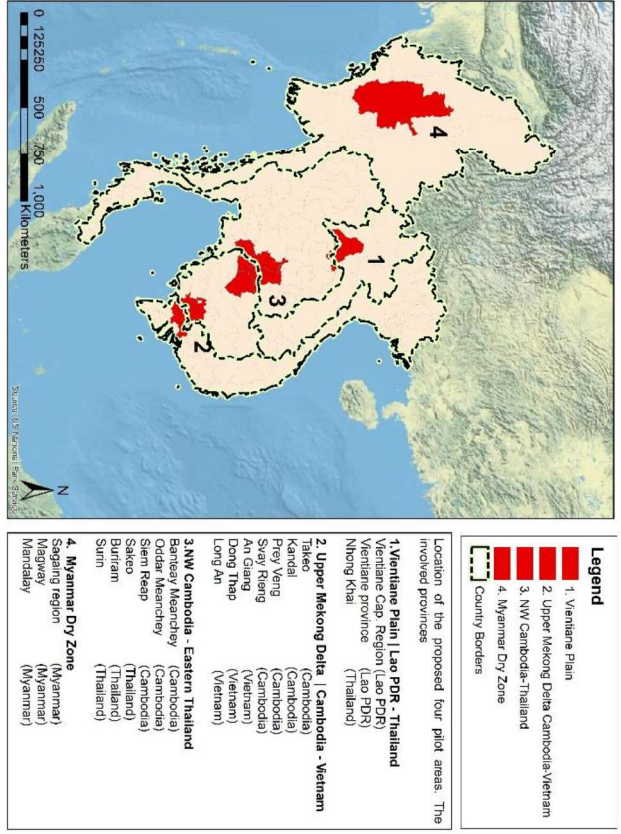 4
1
3
2
0 125250 500 750 1,000
Kilometers
N
Legend
1. Vientiane Plain
2. Upper Mekong Delta Cambodia-Vietnam
3. NW Cambodia-Thailand
4. Myanmar Dry Zone
Country Borders
Location of the proposed four pilot areas. The
involved provinces
1.Vientiane Plain | Lao PDR - Thailand
Vientiane Cap. Region (Lao PDR)
Vientiane province (Lao PDR)
Nhong Khai (Thailand)
2. Upper Mekong Delta | Cambodia - Vietnam
Takeo (Cambodia)
Kandal (Cambodia)
Prey Veng (Cambodia)
Svay Rieng (Cambodia)
An Giang (Vietnam)
Dong Thap (Vietnam)
Long An (Vietnam)
3.NW Cambodia - Eastern Thailand
Banteay Meanchey (Cambodia)
Oddar Meanchey (Cambodia)
Siem Reap (Cambodia)
Sakeo (Thailand)
Buriram (Thailand)
Surin (Thailand)
4. Myanmar Dry Zone
Sagaing region (Myanmar)
Magway (Myanmar)
Mandalay (Myanmar)